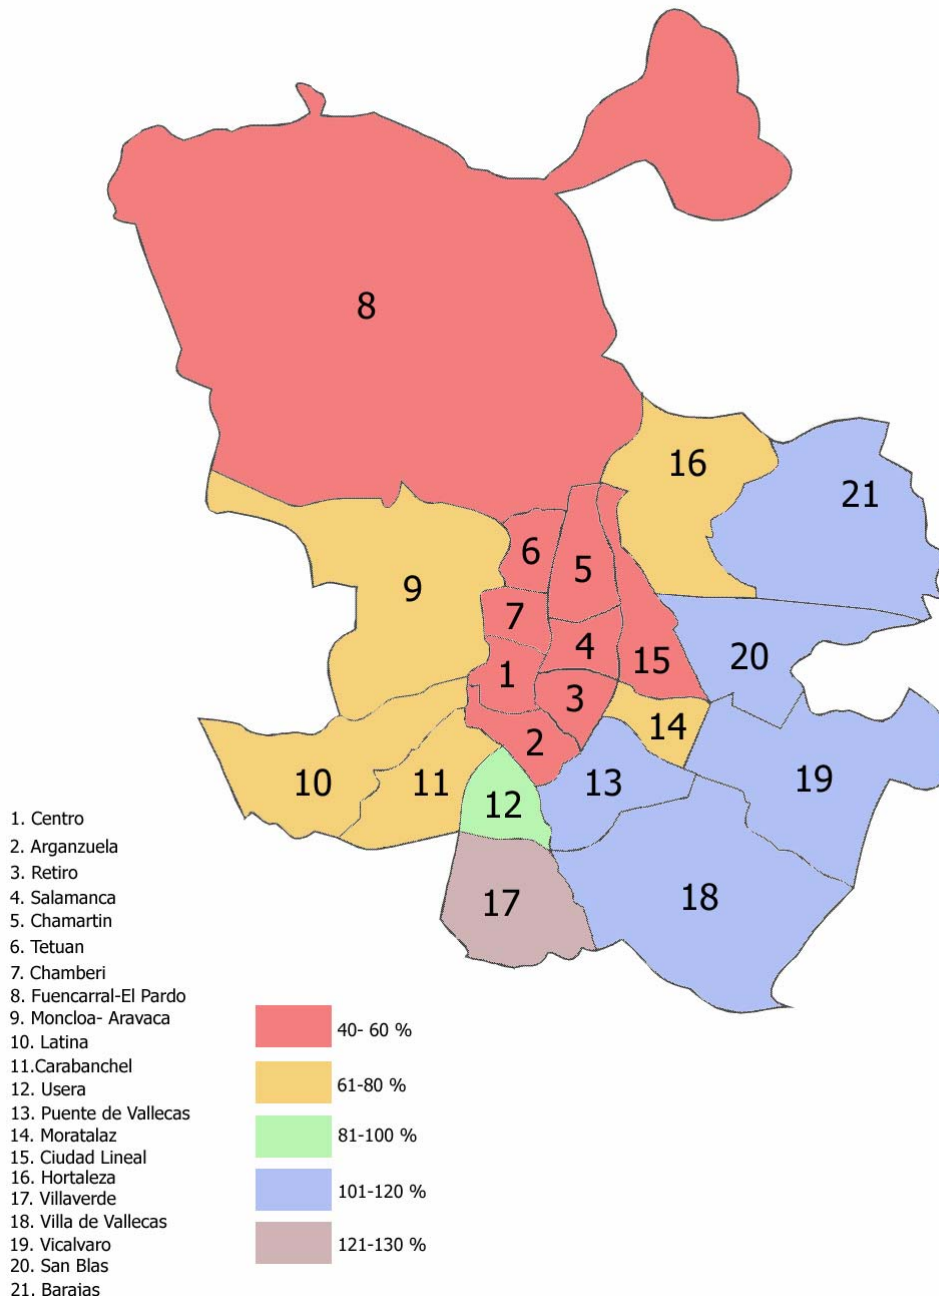 8
16
21
6
5
9
7
4
15
20
1
3
14
2
10
11
13
19
12
17
18
1. Centro
2. Arganzuela
3. Retiro
4. Salamanca
5. Chamartin
6. Tetuan
7. Chamberi
8. Fuencarral-El Pardo
9. Moncloa- Aravaca
10. Latina
11.Carabanchel
12. Usera
13. Puente de Vallecas
14. Moratalaz
15. Ciudad Lineal
16. Hortaleza
17. Villaverde
18. Villa de Vallecas
19. Vicalvaro
20. San Blas
21. Barajas
40- 60 %
61-80 %
81-100 %
101-120 %
121-130 %